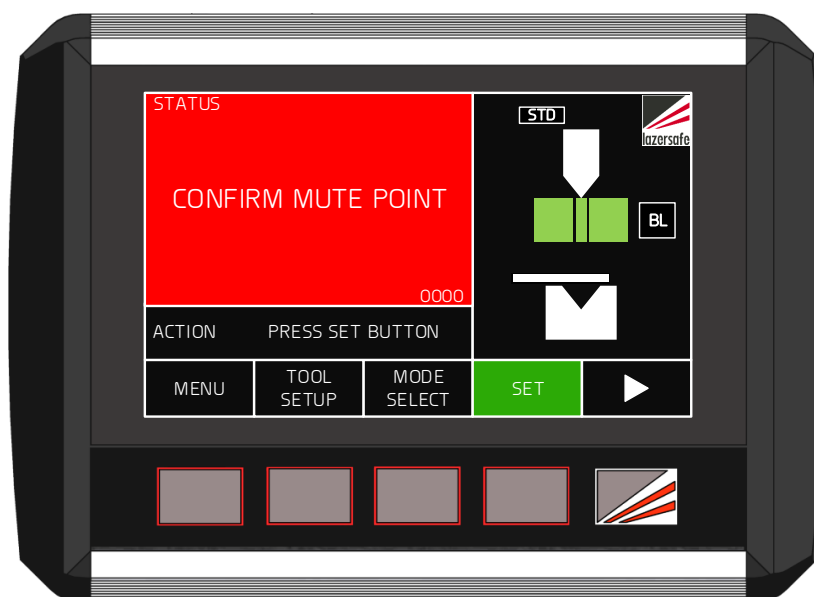 STATUS
CONFIRM MUTE POINT
0000
ACTION PRESS SET BUTTON
STD
lazersafe
BL
MENU
TOOL
SETUP
MODE
SELECT
SET